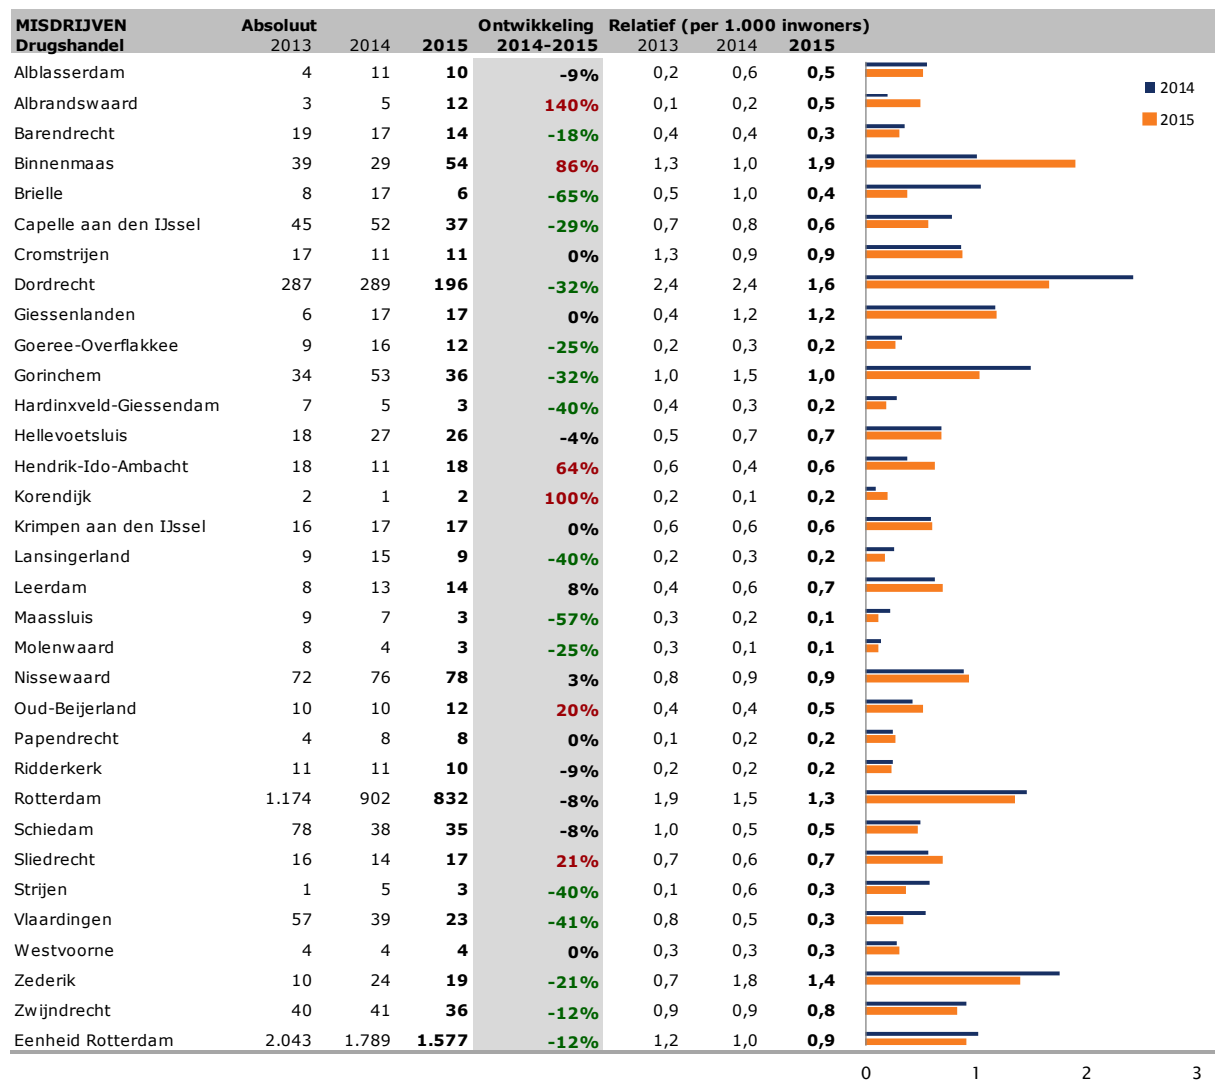 MISDRIJVEN Absoluut Ontwikkeling Relatief (per 1.000 inwoners)
Drugshandel 2013 2014 2015 2014-2015 2013 2014 2015
Alblasserdam 4 11 10 -9% 0,2 0,6 0,5
2014
Albrandswaard 3 5 12 140% 0,1 0,2 0,5
2015
Barendrecht 19 17 14 -18% 0,4 0,4 0,3
Binnenmaas 39 29 54 86% 1,3 1,0 1,9
Brielle 8 17 6 -65% 0,5 1,0 0,4
Capelle aan den IJssel 45 52 37 -29% 0,7 0,8 0,6
Cromstrijen 17 11 11 0% 1,3 0,9 0,9
Dordrecht 287 289 196 -32% 2,4 2,4 1,6
Giessenlanden 6 17 17 0% 0,4 1,2 1,2
Goeree-Overflakkee 9 16 12 -25% 0,2 0,3 0,2
Gorinchem 34 53 36 -32% 1,0 1,5 1,0
Hardinxveld-Giessendam 7 5 3 -40% 0,4 0,3 0,2
Hellevoetsluis 18 27 26 -4% 0,5 0,7 0,7
Hendrik-Ido-Ambacht 18 11 18 64% 0,6 0,4 0,6
Korendijk 2 1 2 100% 0,2 0,1 0,2
Krimpen aan den IJssel 16 17 17 0% 0,6 0,6 0,6
Lansingerland 9 15 9 -40% 0,2 0,3 0,2
Leerdam 8 13 14 8% 0,4 0,6 0,7
Maassluis 9 7 3 -57% 0,3 0,2 0,1
Molenwaard 8 4 3 -25% 0,3 0,1 0,1
Nissewaard 72 76 78 3% 0,8 0,9 0,9
Oud-Beijerland 10 10 12 20% 0,4 0,4 0,5
Papendrecht 4 8 8 0% 0,1 0,2 0,2
Ridderkerk 11 11 10 -9% 0,2 0,2 0,2
Rotterdam 1.174 902 832 -8% 1,9 1,5 1,3
Schiedam 78 38 35 -8% 1,0 0,5 0,5
Sliedrecht 16 14 17 21% 0,7 0,6 0,7
Strijen 1 5 3 -40% 0,1 0,6 0,3
Vlaardingen 57 39 23 -41% 0,8 0,5 0,3
Westvoorne 4 4 4 0% 0,3 0,3 0,3
Zederik 10 24 19 -21% 0,7 1,8 1,4
Zwijndrecht 40 41 36 -12% 0,9 0,9 0,8
Eenheid Rotterdam 2.043 1.789 1.577 -12% 1,2 1,0 0,9
0 1 2 3